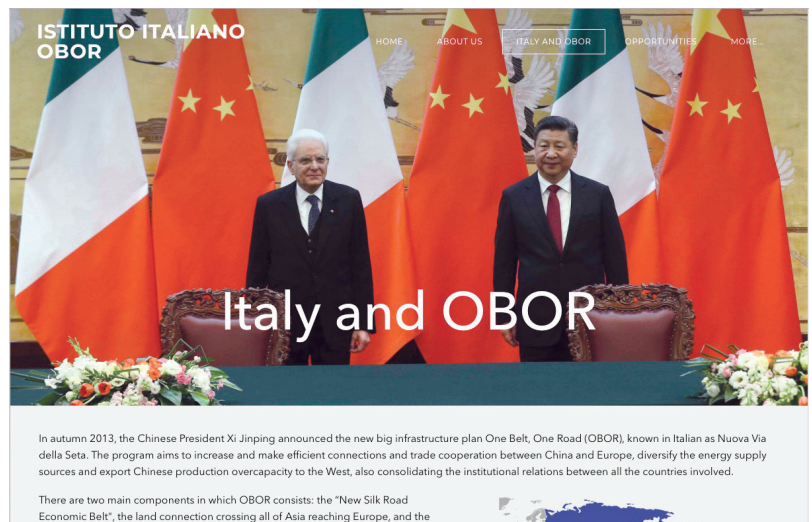 ISTITUTO ITALIANO
OBOR
HOME
ABOUT US
ITALY AND OBOR
OPPORTUNITIES
MORE...
Italy and OBOR
In autumn 2013, the Chinese President Xi Jinping announced the new big infrastructure plan One Belt, One Road (OBOR), known in Italian as Nuova Via
della Seta. The program aims to increase and make efficient connections and trade cooperation between China and Europe, diversify the energy supply
sources and export Chinese production overcapacity to the West, also consolidating the institutional relations between all the countries involved.
There are two main components in which OBOR consists: the "New Silk Road
Economic Belt", the land connection crossing all of Asia reaching Europe, and the